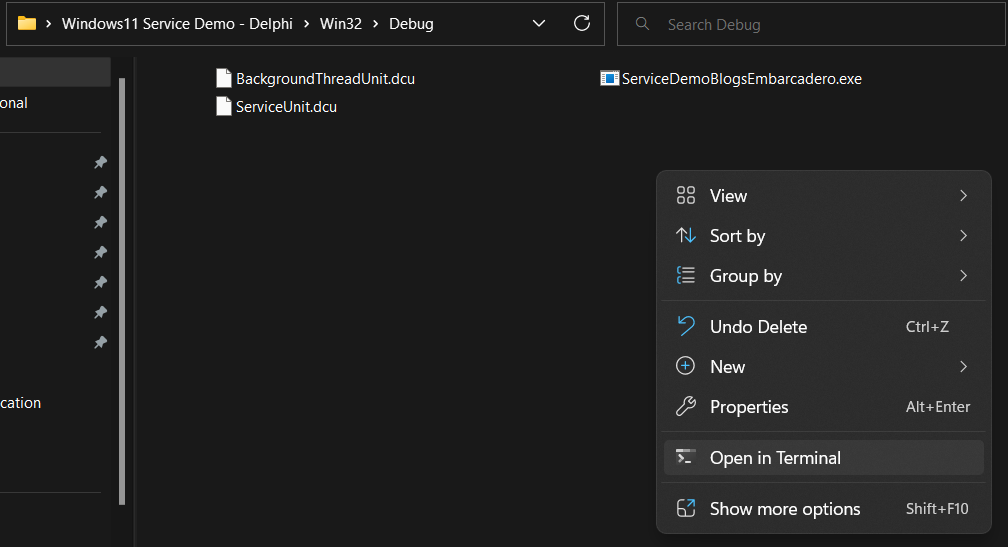 Windows11 Service Demo - Delphi > Win32 > Debug
Search Debug
onal
cation
BackgroundThreadUnit.dcu
ServiceDemoBlogsEmbarcadero.exe
ServiceUnit.dcu
View
Sort by
Group by
Undo Delete Ctrl+Z
New
Properties Alt+Enter
Open in Terminal
Show more options Shift+F10